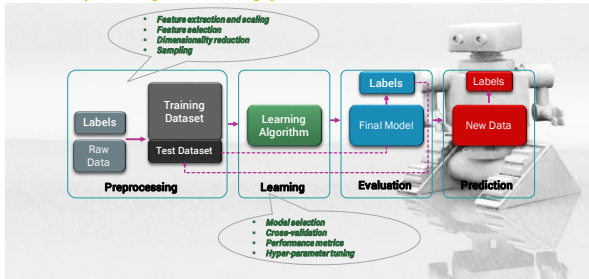 Feature extraction and scaling
Feature selection
Dimensionality reduction
Sampling
Labels
Raw
Data
Training
Dataset
Test Dataset
Preprocessing
Learning
Algorithm
Learning
Labels
Final Model
Evaluation
Labels
New Data
Prediction
Model selection
Cross-validation
Performance metrics
Hyper-parameter tuning